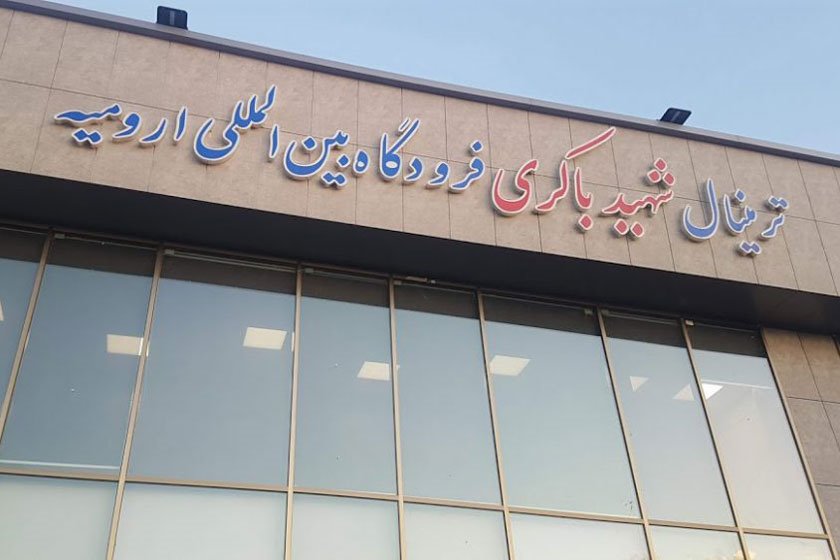 ترمینال شهید باکری فرودگاه بین المللی ارومیه